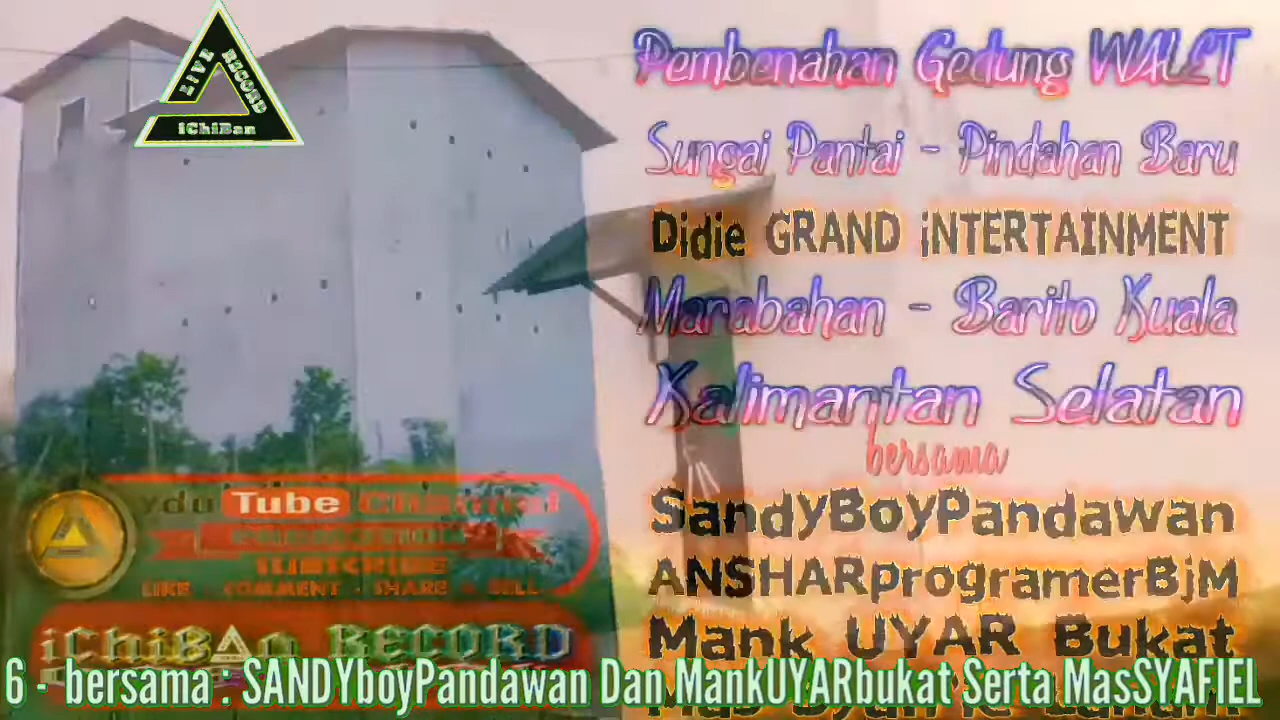 LIVE RECORD
iChiBan
Pembenahan Gedung WALET
Sungai Pantai - Pindahan Baru
Didie GRAND iNTERTAINMENT
Marabahan - Barito Kuala
Kalimantan Selatan
bersama
SandyBoyPandawan
ANSHARprogramerBjM
Mank UYAR Bukat
ydu Tube Channel
PROMOTION
SUBSCRIBE
LIKE - COMMENT - SHARE - BELL
iChiBAn RECORD
6 - bersama : SANDYboyPandawan Dan MankUYARbukat Serta MasSYAFIEL